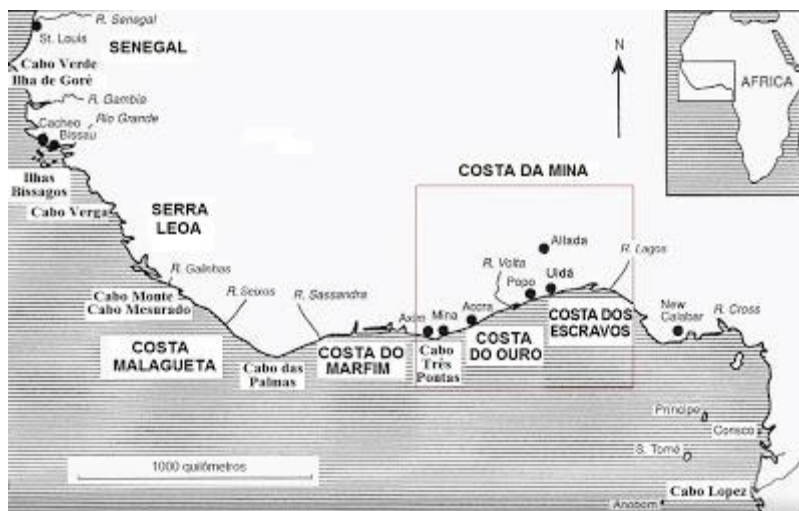 R. Senegal
St. Louis
SENEGAL
Cabo Verde
Ilha de Goré
R. Gambia
Rio Grande
Cacheo
Bissau
Ilhas
Bissagos
Cabo Verga
SERRA
LEOA
R. Galinhas
Cabo Monte
Cabo Mesurado
R. Seixos
COSTA
MALAGUETA
Cabo das
Palmas
R. Sassandra
COSTA DO
MARFIM
COSTA DA MINA
Axim
Mina
Accra
Cabo
Três
Pontas
COSTA
DO OURO
R. Volta
Popo
Allada
Uidá
R. Lagos
COSTA DOS
ESCRAVOS
New
Calabar
R. Cross
N
AFRICA
Principe
Corisco
S. Tomé
Cabo Lopez
Anobom
1000 quilômetros